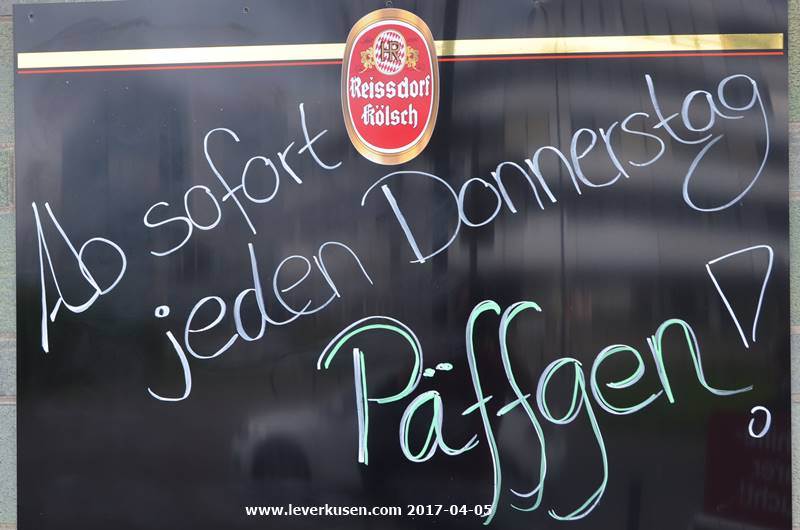 HR
Reissdorf
Kölsch
Ab sofort
jeden Donnerstag
Päffgen!
www.leverkusen.com 2017-04-05